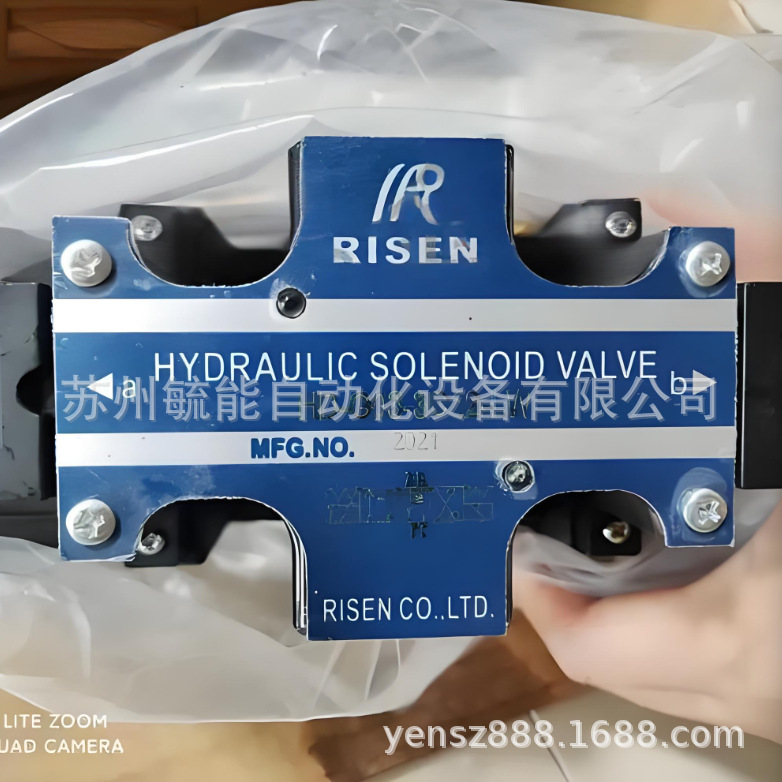 RISEN
HYDRAULIC SOLENOID VALVE
a
b
苏州毓能自动化设备有限公司
MFG.NO.
2021
RISEN CO.,LTD.
LITE ZOOM
QUAD CAMERA
yensz888.1688.com